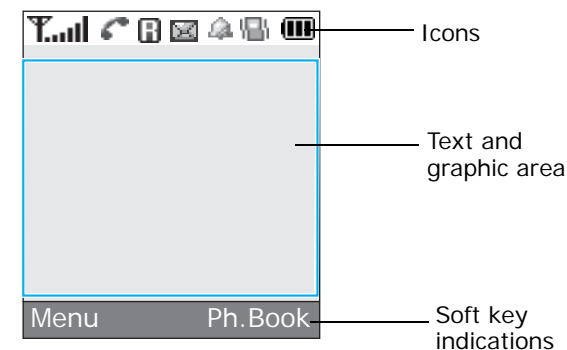 Icons
Text and
graphic area
Menu Ph.Book
Soft key
indications